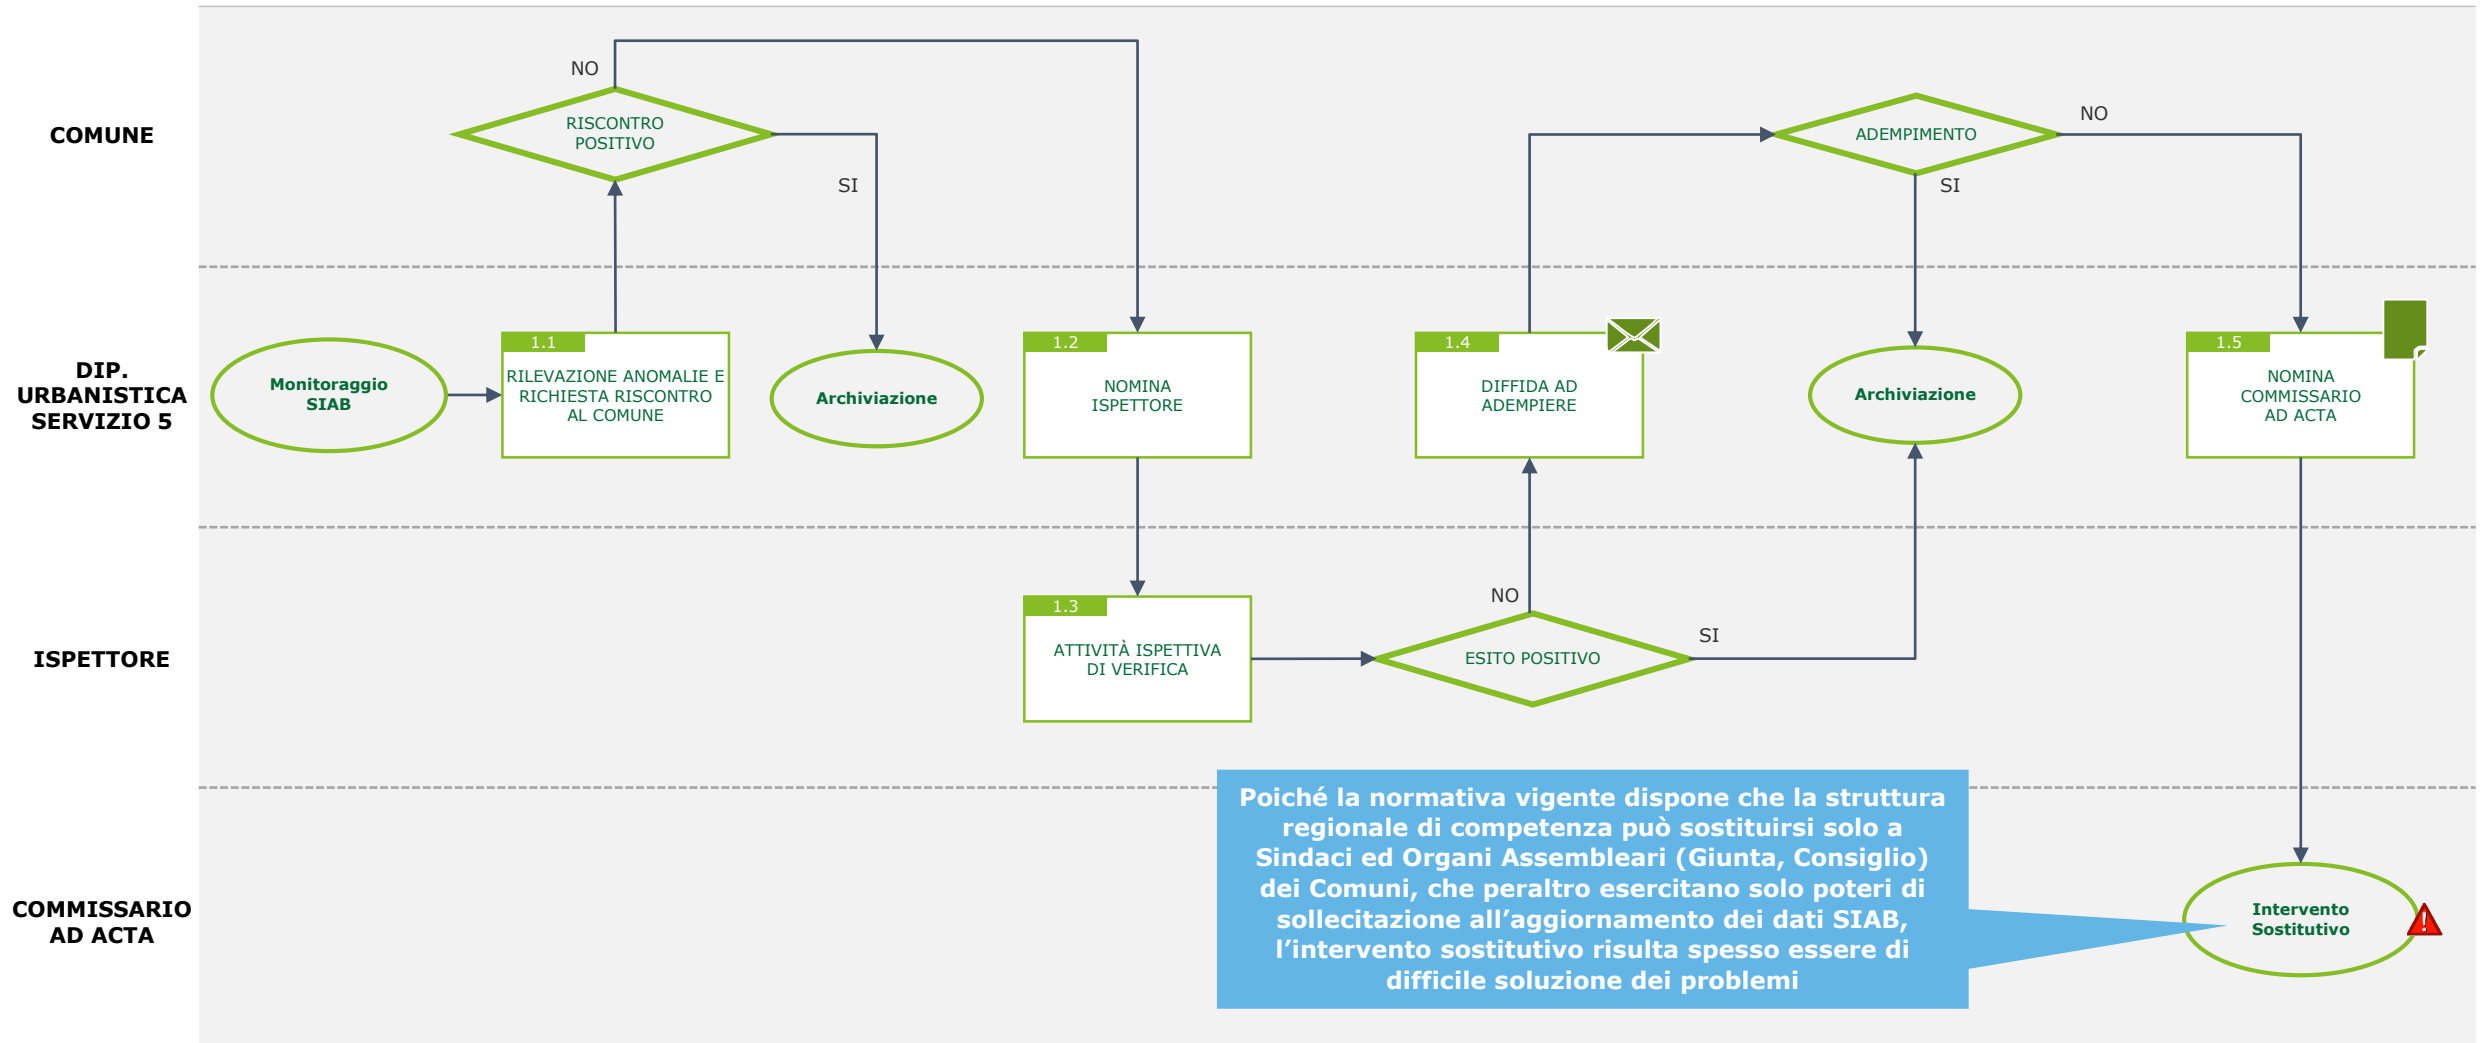 NO
RISCONTRO
POSITIVO
SI
COMUNE
ADEMPIMENTO
NO
SI
DIP.
URBANISTICA
SERVIZIO 5
Monitoraggio
SIAB
1.1
RILEVAZIONE ANOMALIE E
RICHIESTA RISCONTRO
AL COMUNE
Archiviazione
1.2
NOMINA
ISPETTORE
1.4
DIFFIDA AD
ADEMPIERE
Archiviazione
1.5
NOMINA
COMMISSARIO
AD ACTA
ISPETTORE
1.3
ATTIVITÀ ISPETTIVA
DI VERIFICA
NO
ESITO POSITIVO
SI
COMMISSARIO
AD ACTA
Poiché la normativa vigente dispone che la struttura
regionale di competenza può sostituirsi solo a
Sindaci ed Organi Assembleari (Giunta, Consiglio)
dei Comuni, che peraltro esercitano solo poteri di
sollecitazione all’aggiornamento dei dati SIAB,
l’intervento sostitutivo risulta spesso essere di
difficile soluzione dei problemi
Intervento
Sostitutivo
!